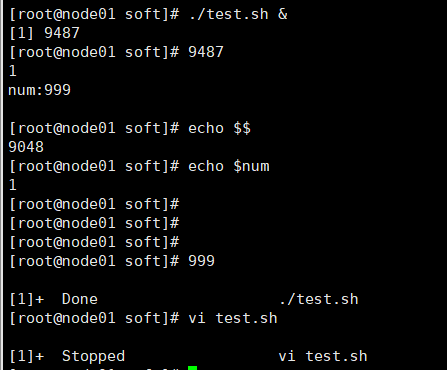 [root@node01 soft]# ./test.sh &
[1] 9487
[root@node01 soft]# 9487
1
num:999
[root@node01 soft]# echo $$
9048
[root@node01 soft]# echo $num
1
[root@node01 soft]#
[root@node01 soft]#
[root@node01 soft]#
[root@node01 soft]# 999
[1]+  Done                    ./test.sh
[root@node01 soft]# vi test.sh
[1]+  Stopped                 vi test.sh